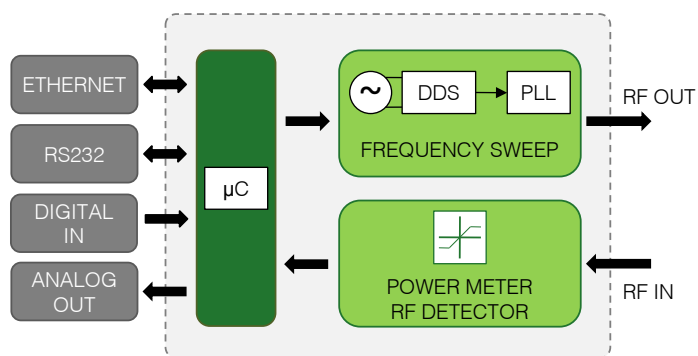 ETHERNET
RS232
DIGITAL
IN
ANALOG
OUT
µC
~
DDS
PLL
FREQUENCY SWEEP
RF OUT
POWER METER
RF DETECTOR
RF IN